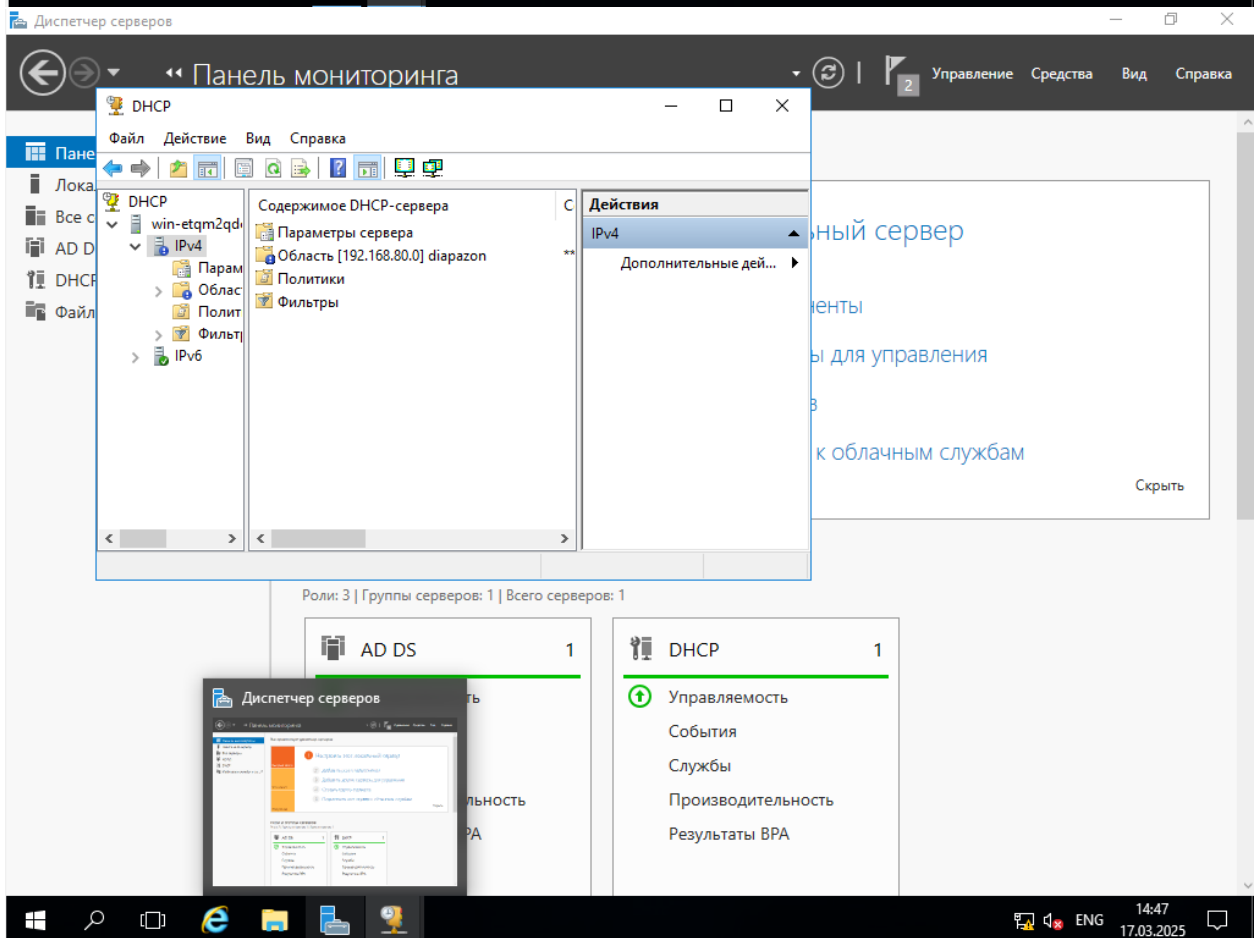 Диспетчер серверов
Панель мониторинга
2
Управление Средства Вид Справка
DHCP
Файл Действие Вид Справка
Пане
Лока
Все с
AD D
DHCP
Файл
DHCP
win-etqm2qd
IPv4
Парам
Облас
Полит
Фильт
IPv6
Содержимое DHCP-сервера С
Параметры сервера
Область [192.168.80.0] diapazon **
Политики
Фильтры
Действия
IPv4
Дополнительные дей...
ный сервер
ненты
ы для управления
в
к облачным службам
Скрыть
Роли: 3 | Группы серверов: 1 | Всего серверов: 1
AD DS 1
ть
льность
PA
DHCP 1
Управляемость
События
Службы
Производительность
Результаты BPA
Диспетчер серверов
ENG
14:47
17.03.2025